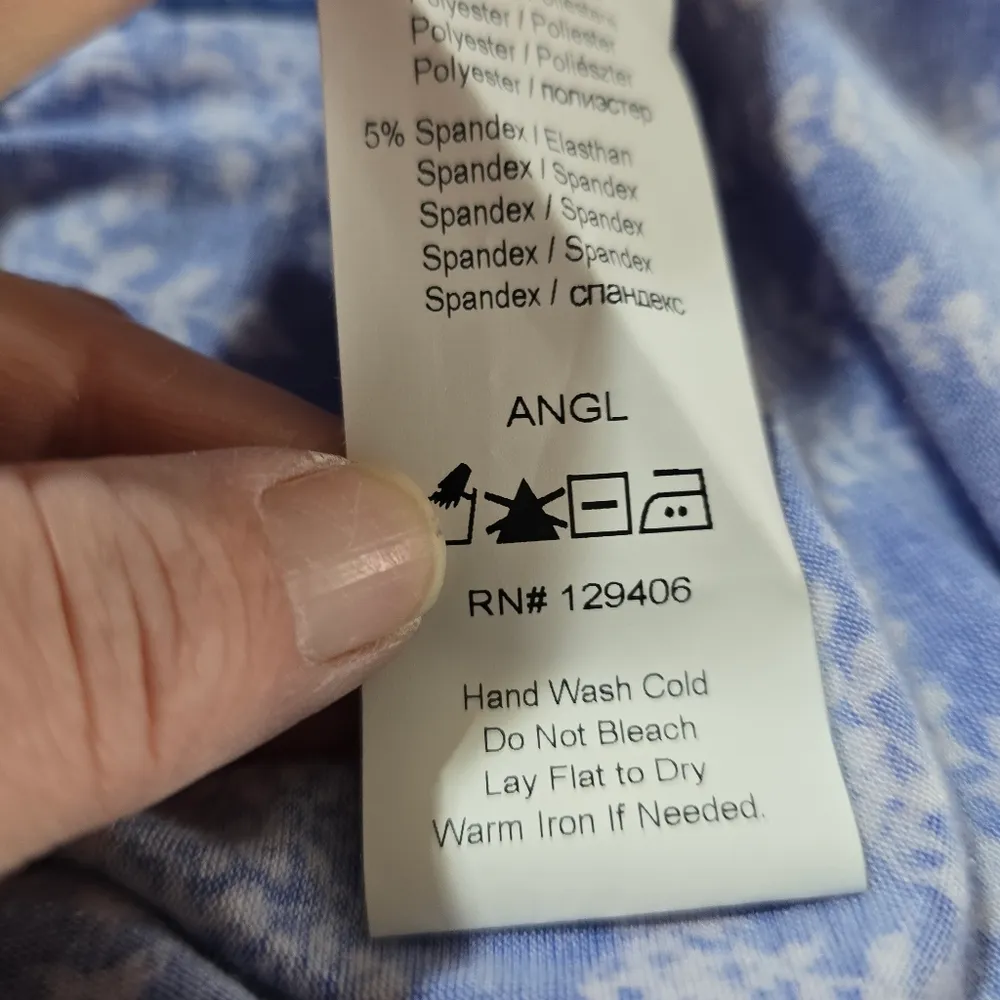 Polyester / Poliester
Polyester / Poliészter
Polyester / полиэстер
5% Spandex / Elasthan
Spandex / Spandex
Spandex / Spandex
Spandex / Spandex
Spandex / спандекс
ANGL
RN# 129406
Hand Wash Cold
Do Not Bleach
Lay Flat to Dry
Warm Iron If Needed.